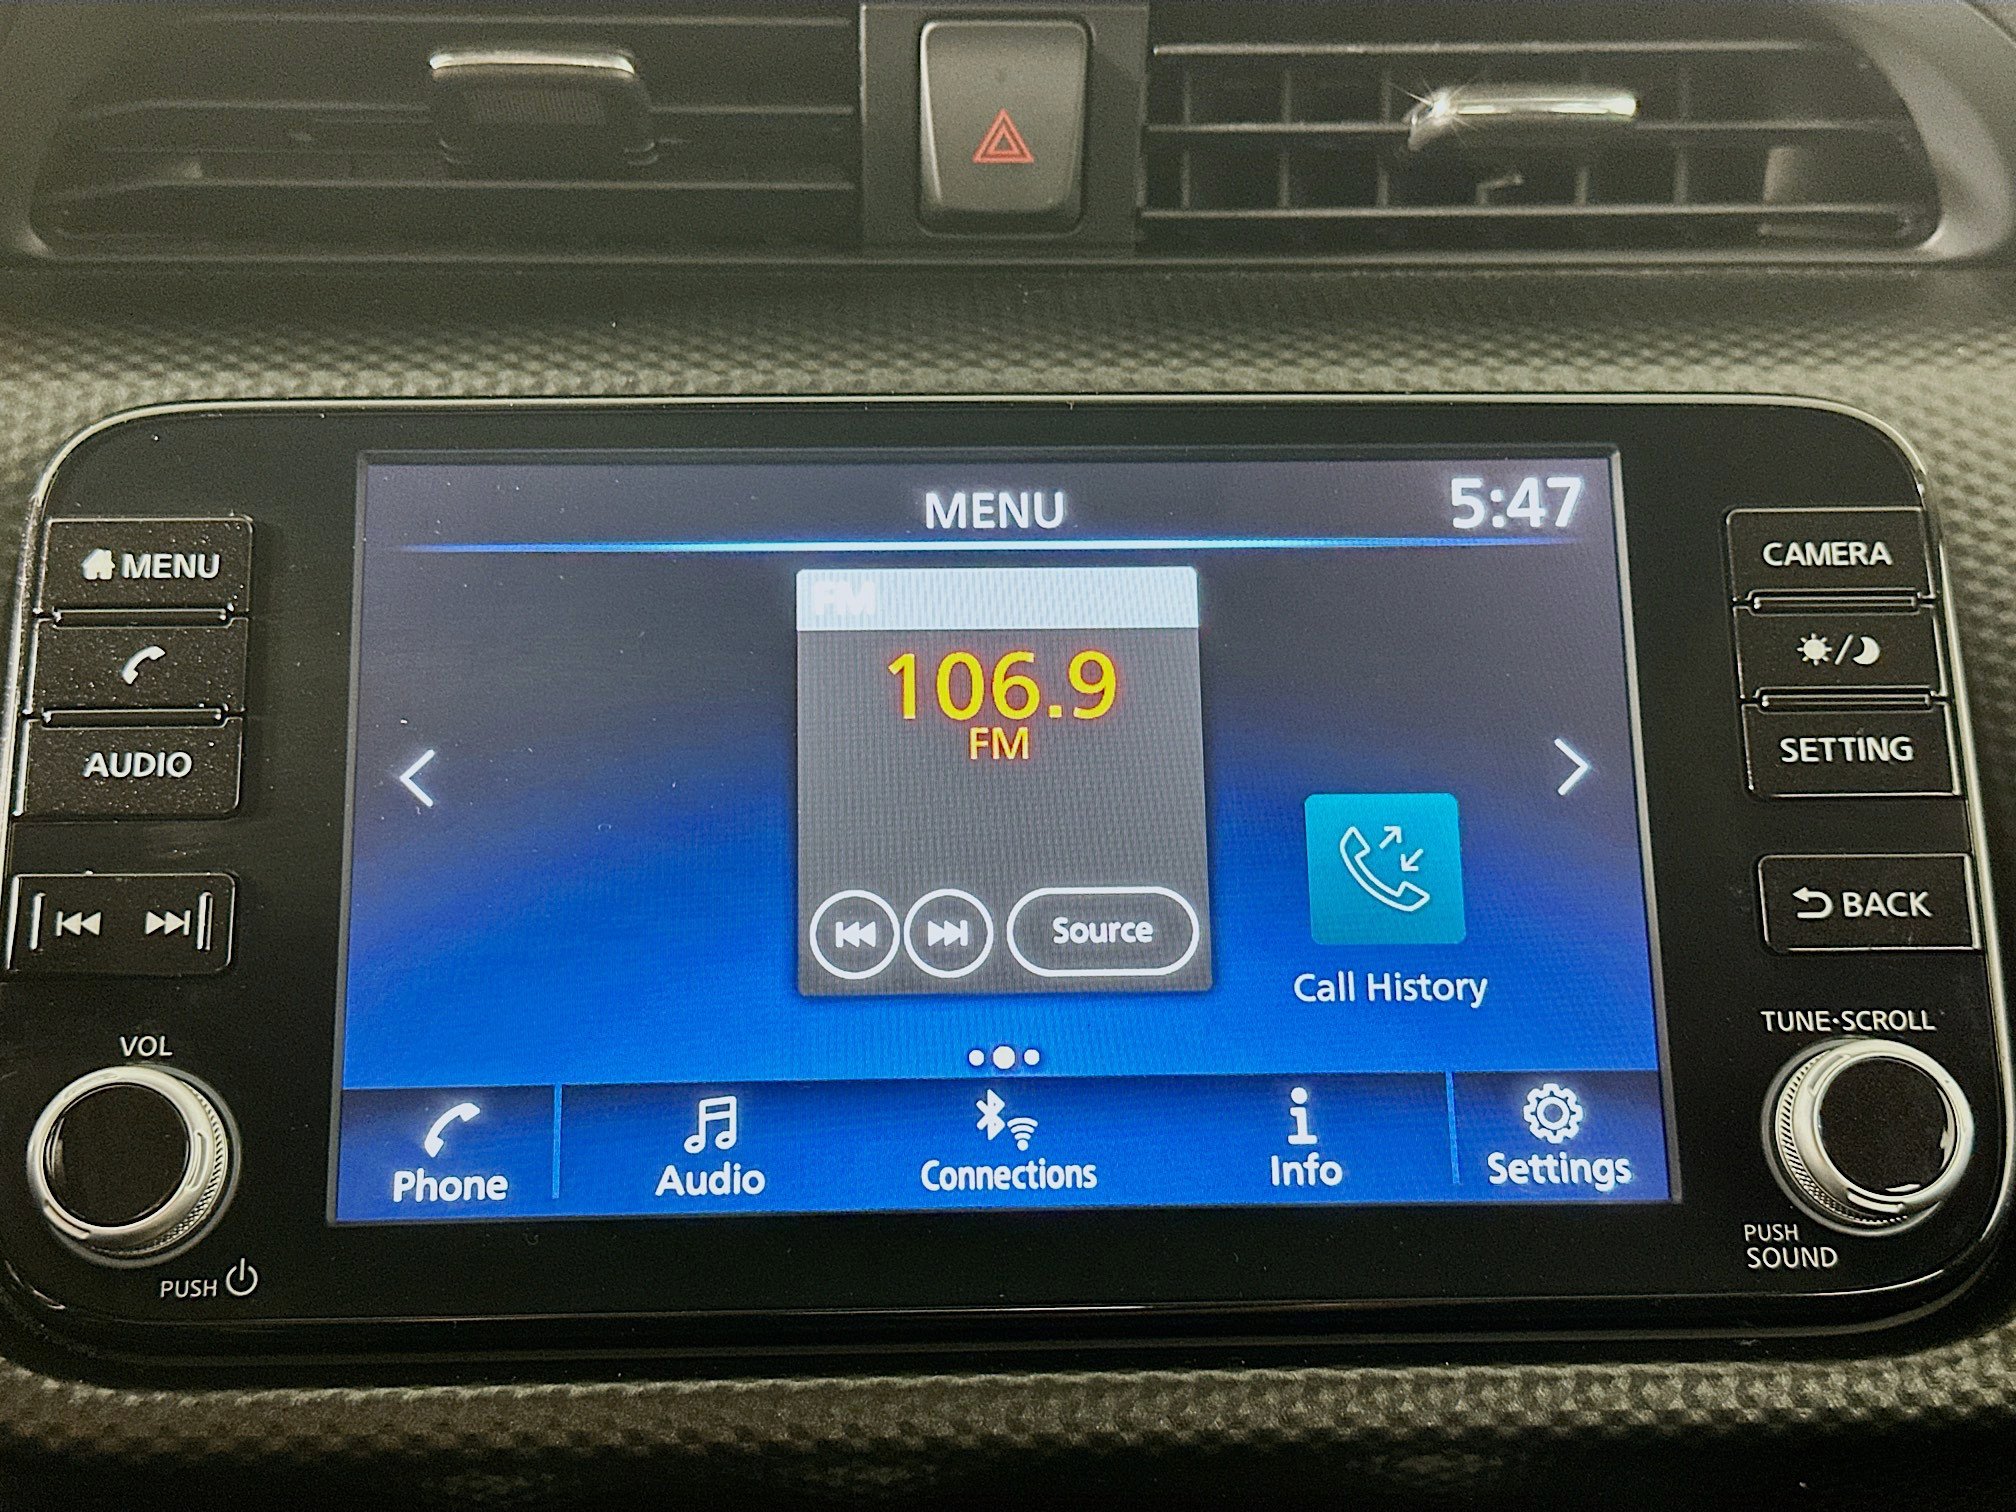 MENU
5:47
MENU
AUDIO
VOL
PUSH
FM
106.9
FM
Source
Call History
Phone
Audio
Connections
Info
Settings
CAMERA
SETTING
BACK
TUNE•SCROLL
PUSH
SOUND